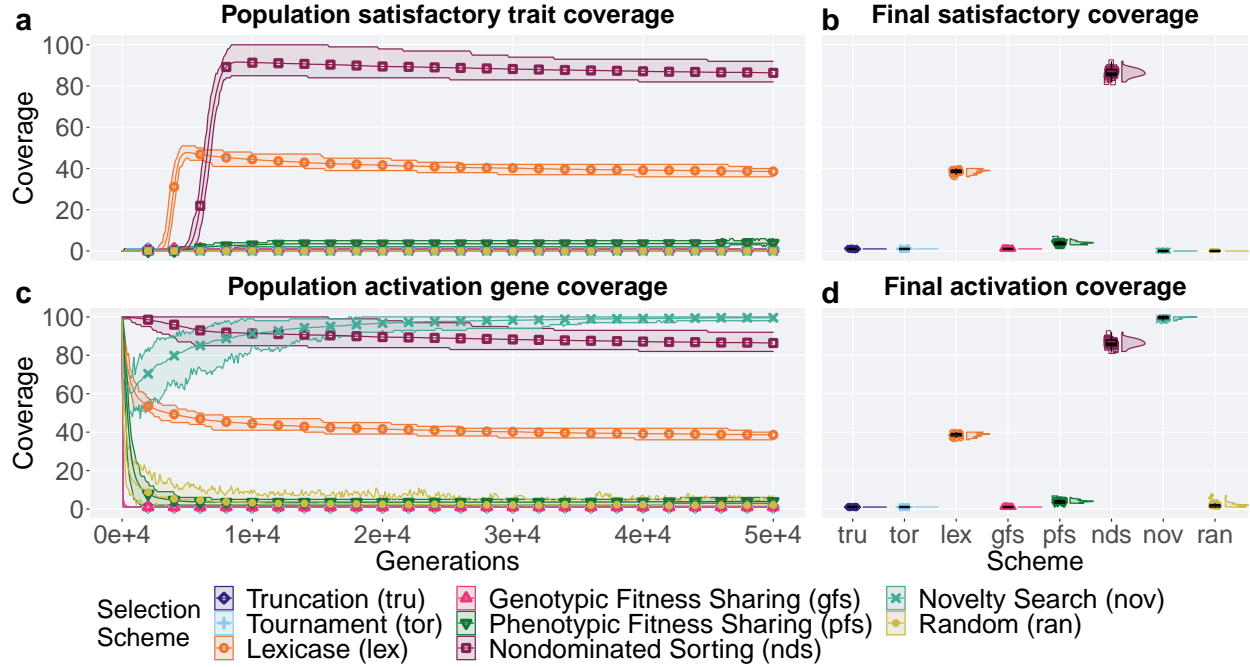 a Population satisfactory trait coverage
b Final satisfactory coverage
Coverage
100
80
60
40
20
0
c Population activation gene coverage
d Final activation coverage
Coverage
100
80
60
40
20
0
0e+4 1e+4 2e+4 3e+4 4e+4 5e+4
Generations
tru tor lex gfs pfs nds nov ran
Scheme
Selection
Scheme
Truncation (tru)
Tournament (tor)
Lexicase (lex)
Genotypic Fitness Sharing (gfs)
Phenotypic Fitness Sharing (pfs)
Nondominated Sorting (nds)
Novelty Search (nov)
Random (ran)